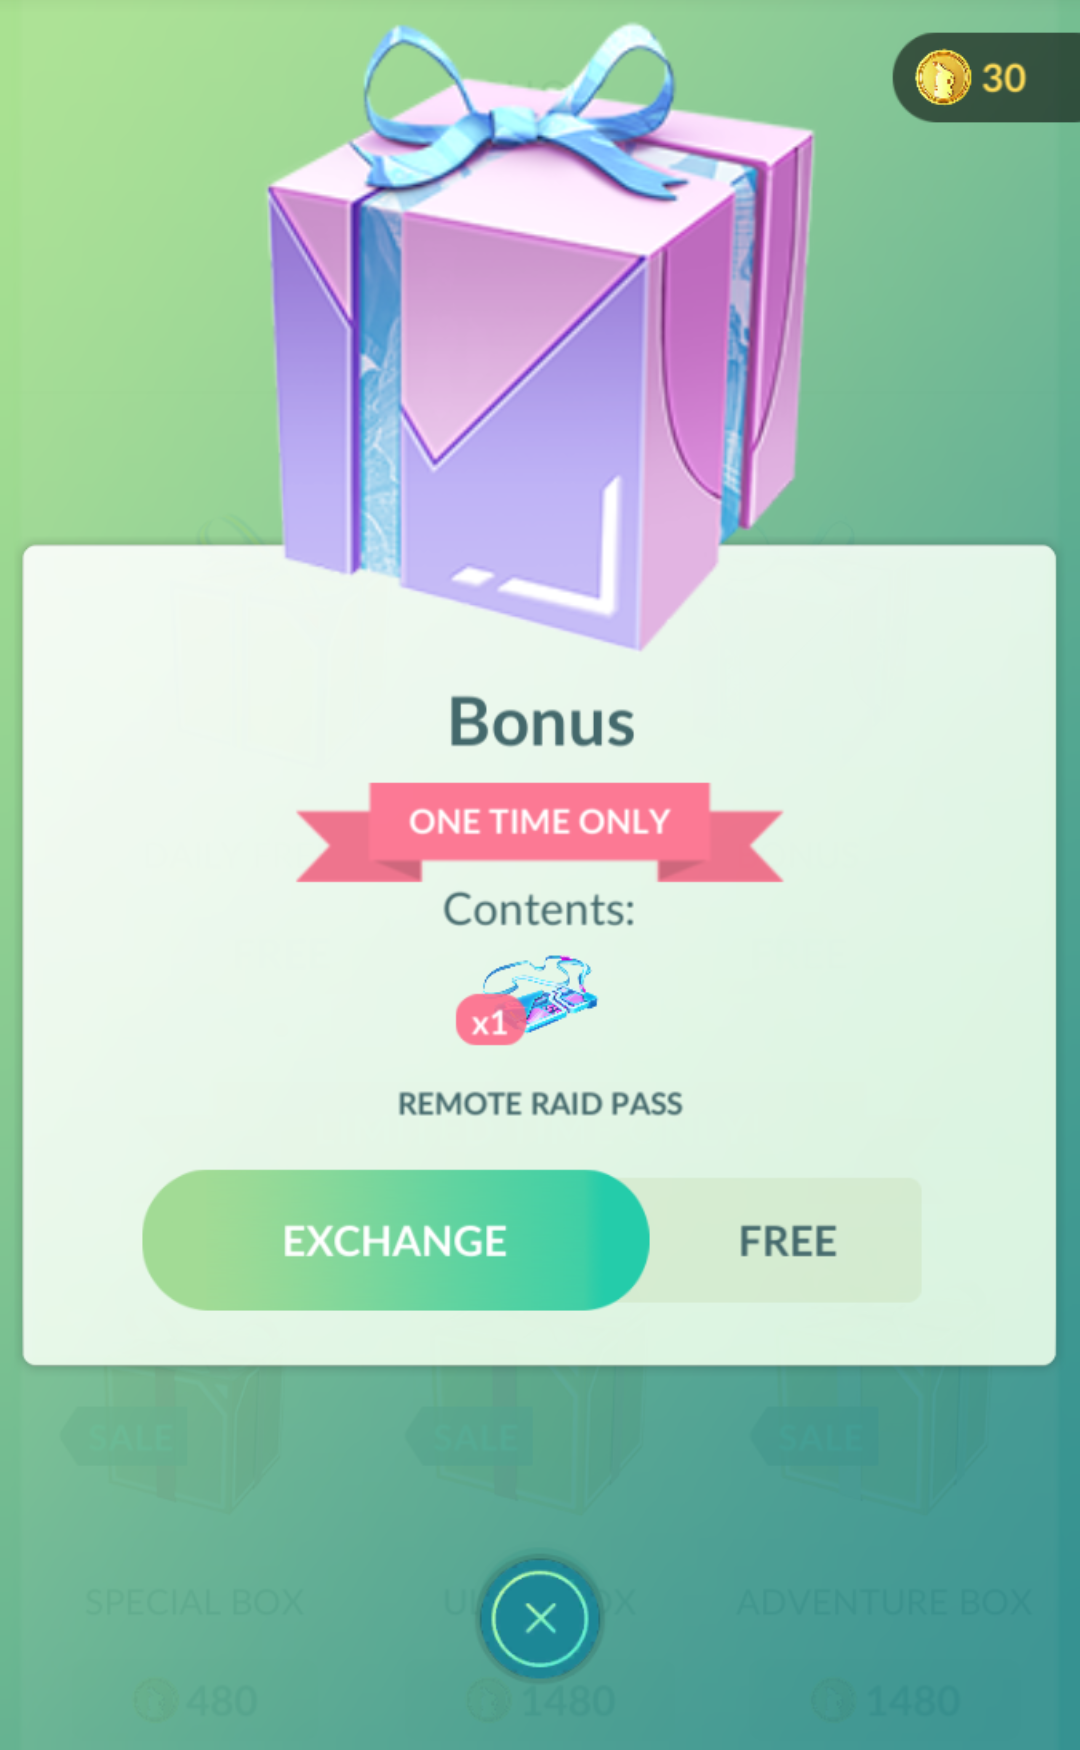 30
Bonus
ONE TIME ONLY
Contents:
x1
REMOTE RAID PASS
EXCHANGE
FREE
SALE
SALE
SALE
SPECIAL BOX
ADVENTURE BOX
480
1480
1480